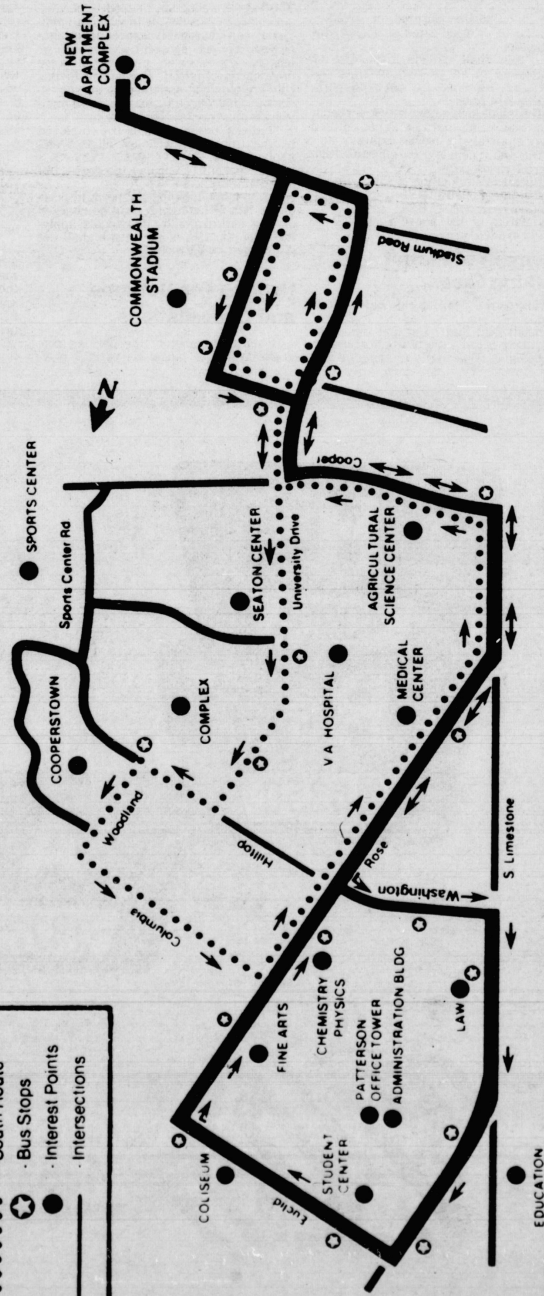 Bus Stops
Interest Points
Intersections
NEW
APARTMENT
COMPLEX
COMMONWEALTH
STADIUM
Stadium Road
N
SPORTS CENTER
Sports Center Rd
Cooper
SEATON CENTER
University Drive
AGRICULTURAL
SCIENCE CENTER
COOPERSTOWN
COMPLEX
V A HOSPITAL
MEDICAL
CENTER
Woodland
Hilltop
Columbia
Rose
Washington
S Limestone
FINE ARTS
CHEMISTRY
PHYSICS
PATTERSON
OFFICE TOWER
ADMINISTRATION BLDG
LAW
COLISEUM
STUDENT
CENTER
Euclid
EDUCATION